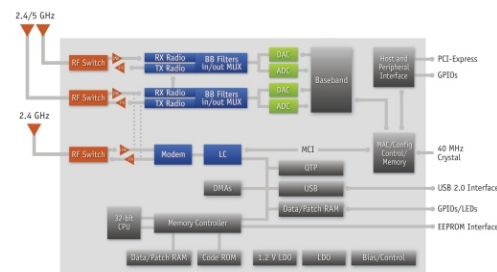 2.4/5 GHz
RF Switch
RX Radio
TX Radio
BB Filters
in/out MUX
DAC
ADC
Baseband
Host and
Peripheral
Interface
PCI-Express
GPIOs
RF Switch
RX Radio
TX Radio
BB Filters
in/out MUX
DAC
ADC
2.4 GHz
RF Switch
Modem
LC
MCI
MAC/Config
Control/
Memory
40 MHz
Crystal
QTP
DMAs
USB
USB 2.0 Interface
Data/Patch RAM
GPIOs/LEDs
32-bit
CPU
Memory Controller
EEPROM Interface
Data/Patch RAM
Code ROM
1.2 V LDO
LDO
Bias/Control